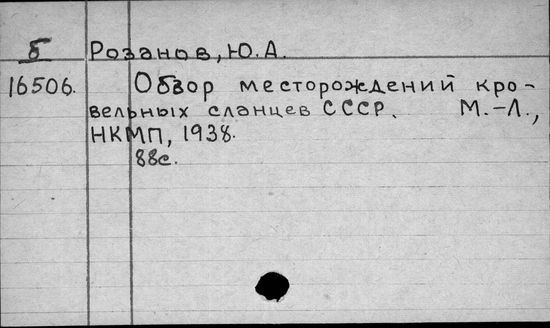 Б Розанов, Ю.А.
16506. Обзор месторождений кро-
вельных сланцев СССР. М.-Л.,
НКМП, 1938.
88с.